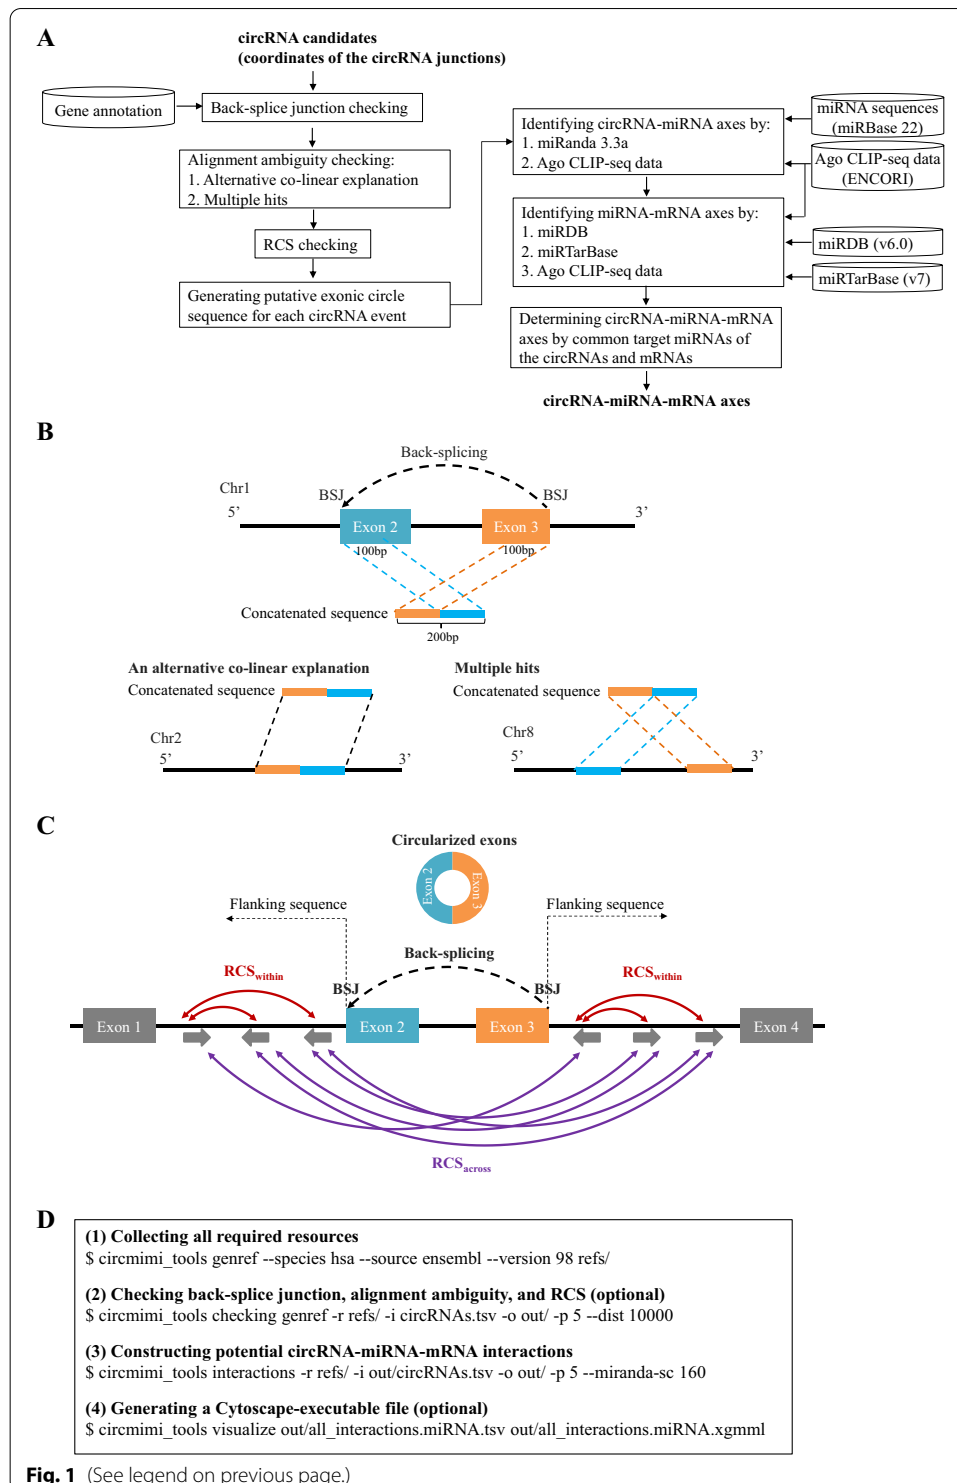 A
circRNA candidates
(coordinates of the circRNA junctions)
Gene annotation
Back-splice junction checking
Alignment ambiguity checking:
1. Alternative co-linear explanation
2. Multiple hits
RCS checking
Generating putative exonic circle
sequence for each circRNA event
Identifying circRNA-miRNA axes by:
1. miRanda 3.3a
2. Ago CLIP-seq data
miRNA sequences
(miRBase 22)
Ago CLIP-seq data
(ENCORI)
Identifying miRNA-mRNA axes by:
1. miRDB
2. miRTarBase
3. Ago CLIP-seq data
miRDB (v6.0)
miRTarBase (v7)
Determining circRNA-miRNA-mRNA
axes by common target miRNAs of
the circRNAs and mRNAs
circRNA-miRNA-mRNA axes
B
Back-splicing
Chr1
BSJ
BSJ
5’
3’
Exon 2
Exon 3
100bp
100bp
Concatenated sequence
200bp
An alternative co-linear explanation
Concatenated sequence
Chr2
5’
3’
Multiple hits
Concatenated sequence
Chr8
5’
3’
C
Circularized exons
Exon 2
Exon 3
Flanking sequence
Flanking sequence
Back-splicing
RCSwithin
RCSwithin
BSJ
BSJ
Exon 1
Exon 2
Exon 3
Exon 4
RCSacross
D
(1) Collecting all required resources
$ circmimi_tools genref --species hsa --source ensembl --version 98 refs/
(2) Checking back-splice junction, alignment ambiguity, and RCS (optional)
$ circmimi_tools checking genref -r refs/ -i circRNAs.tsv -o out/ -p 5 --dist 10000
(3) Constructing potential circRNA-miRNA-mRNA interactions
$ circmimi_tools interactions -r refs/ -i out/circRNAs.tsv -o out/ -p 5 --miranda-sc 160
(4) Generating a Cytoscape-executable file (optional)
$ circmimi_tools visualize out/all_interactions.miRNA.tsv out/all_interactions.miRNA.xgmml
Fig. 1 (See legend on previous page.)